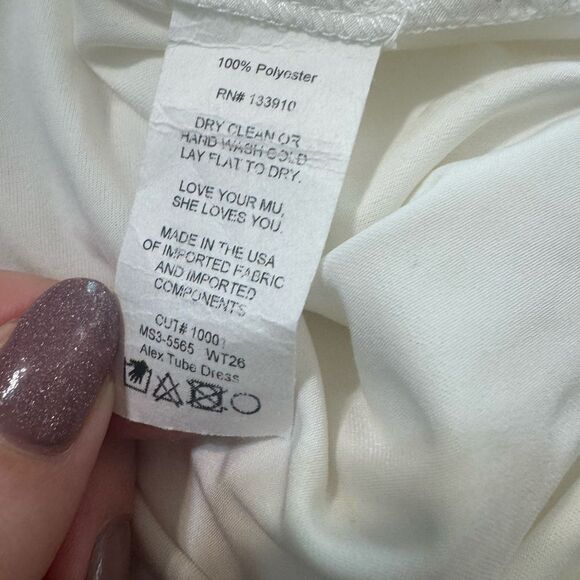 100% Polyester
RN# 133910
DRY CLEAN OR
HAND WASH COLD
LAY FLAT TO DRY.
LOVE YOUR MU,
SHE LOVES YOU.
MADE IN THE USA
OF IMPORTED FABRIC
AND IMPORTED
COMPONENTS
CUT# 10001
MS3-5565 WT26
Alex Tube Dress